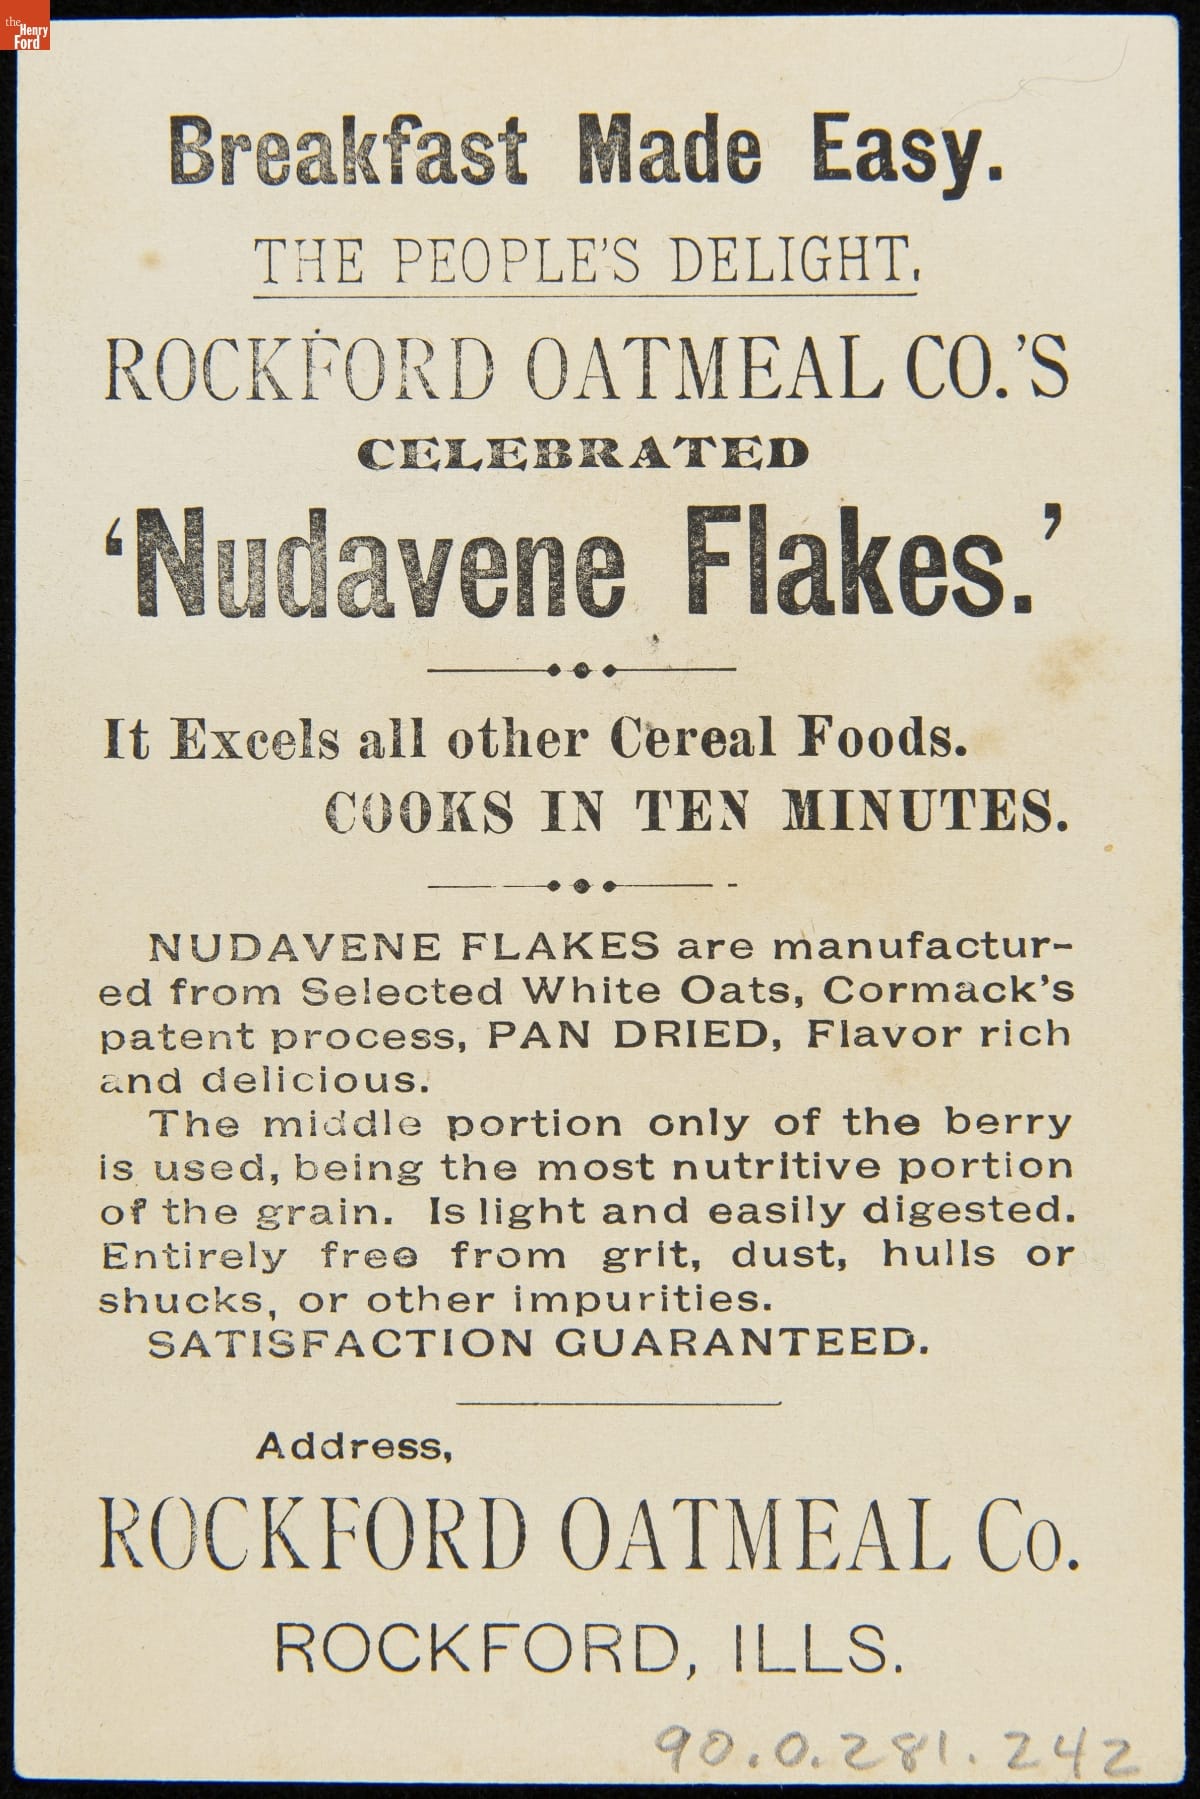 the
Henry
Ford
Breakfast Made Easy.
THE PEOPLE'S DELIGHT.
ROCKFORD OATMEAL CO.'S
CELEBRATED
'Nudavene Flakes.'
It Excels all other Cereal Foods.
COOKS IN TEN MINUTES.
NUDAVENE FLAKES are manufactur-
ed from Selected White Oats, Cormack's
patent process, PAN DRIED, Flavor rich
and delicious.
The middle portion only of the berry
is used, being the most nutritive portion
of the grain. Is light and easily digested.
Entirely free from grit, dust, hulls or
shucks, or other impurities.
SATISFACTION GUARANTEED.
Address,
ROCKFORD OATMEAL Co.
ROCKFORD, ILLS.
90.0.281.242